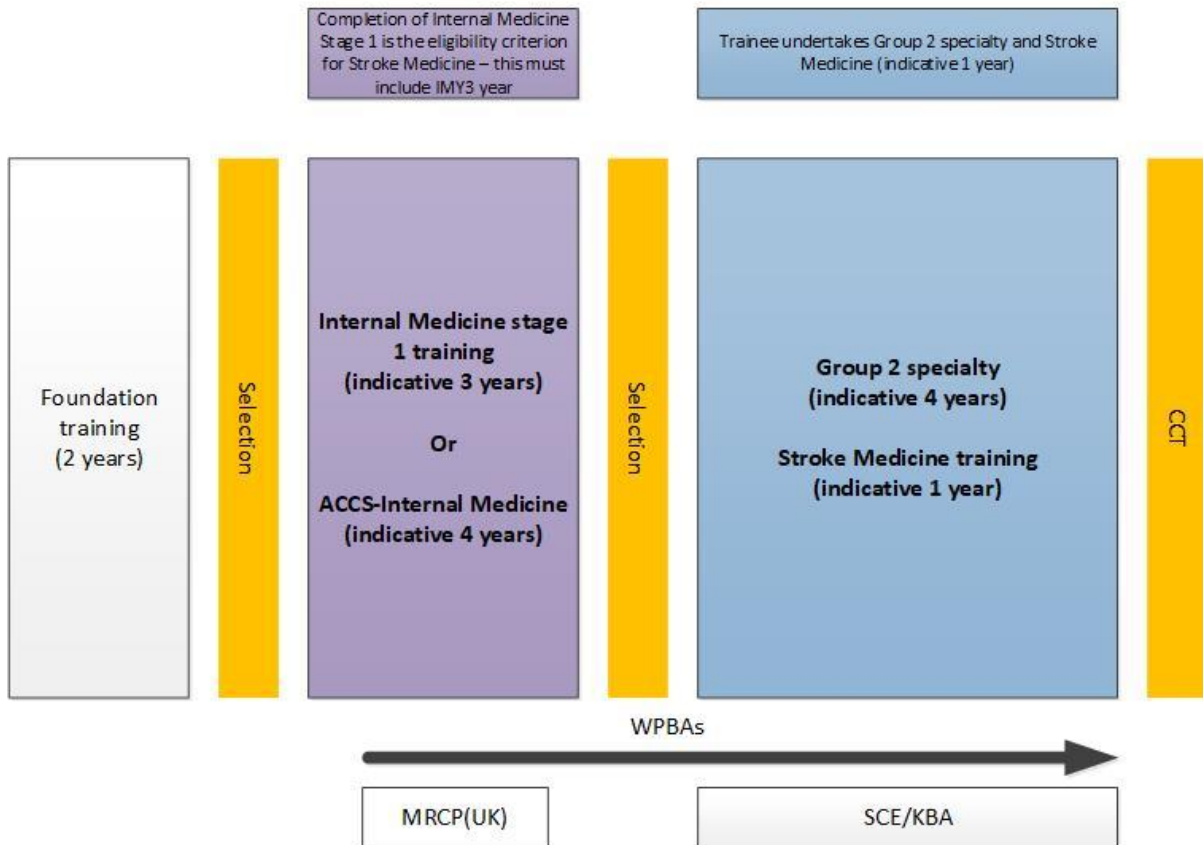 Completion of Internal Medicine
Stage 1 is the eligibility criterion
for Stroke Medicine – this must
include IMY3 year
Trainee undertakes Group 2 specialty and Stroke
Medicine (indicative 1 year)
Foundation
training
(2 years)
Selection
Internal Medicine stage
1 training
(indicative 3 years)
Or
ACCS-Internal Medicine
(indicative 4 years)
Selection
Group 2 specialty
(indicative 4 years)
Stroke Medicine training
(indicative 1 year)
CCT
WPBAs
MRCP(UK)
SCE/KBA